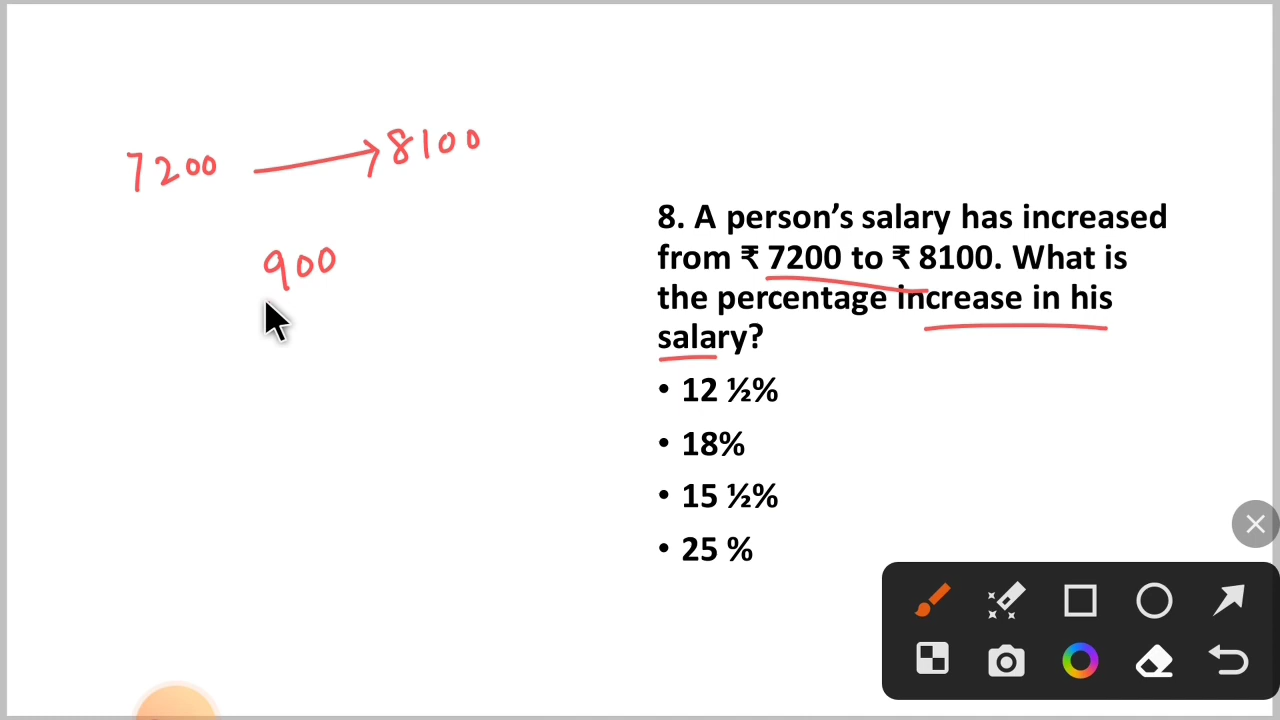 7200 → 8100
900
8. A person’s salary has increased
from ₹ 7200 to ₹ 8100. What is
the percentage increase in his
salary?
• 12 ½%
• 18%
• 15 ½%
• 25 %